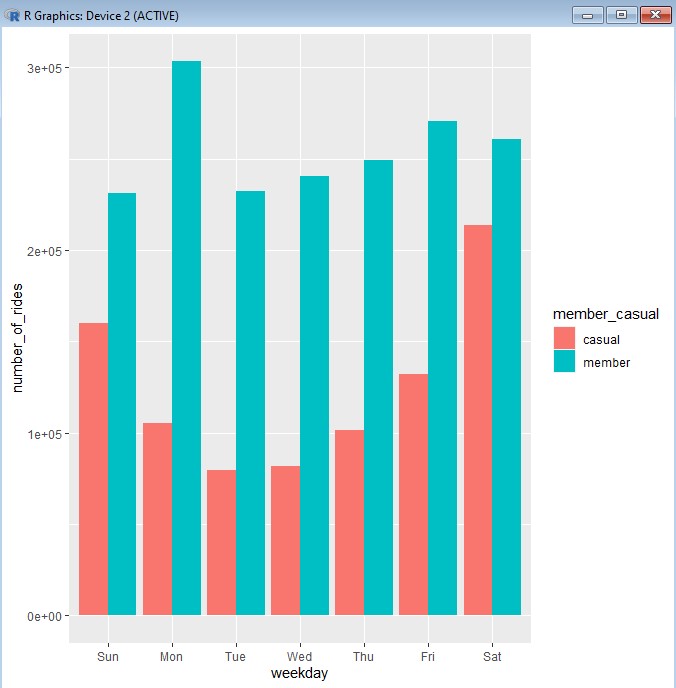 R Graphics: Device 2 (ACTIVE)
3e+05
2e+05
1e+05
0e+00
number_of_rides
Sun Mon Tue Wed Thu Fri Sat
weekday
member_casual
casual
member